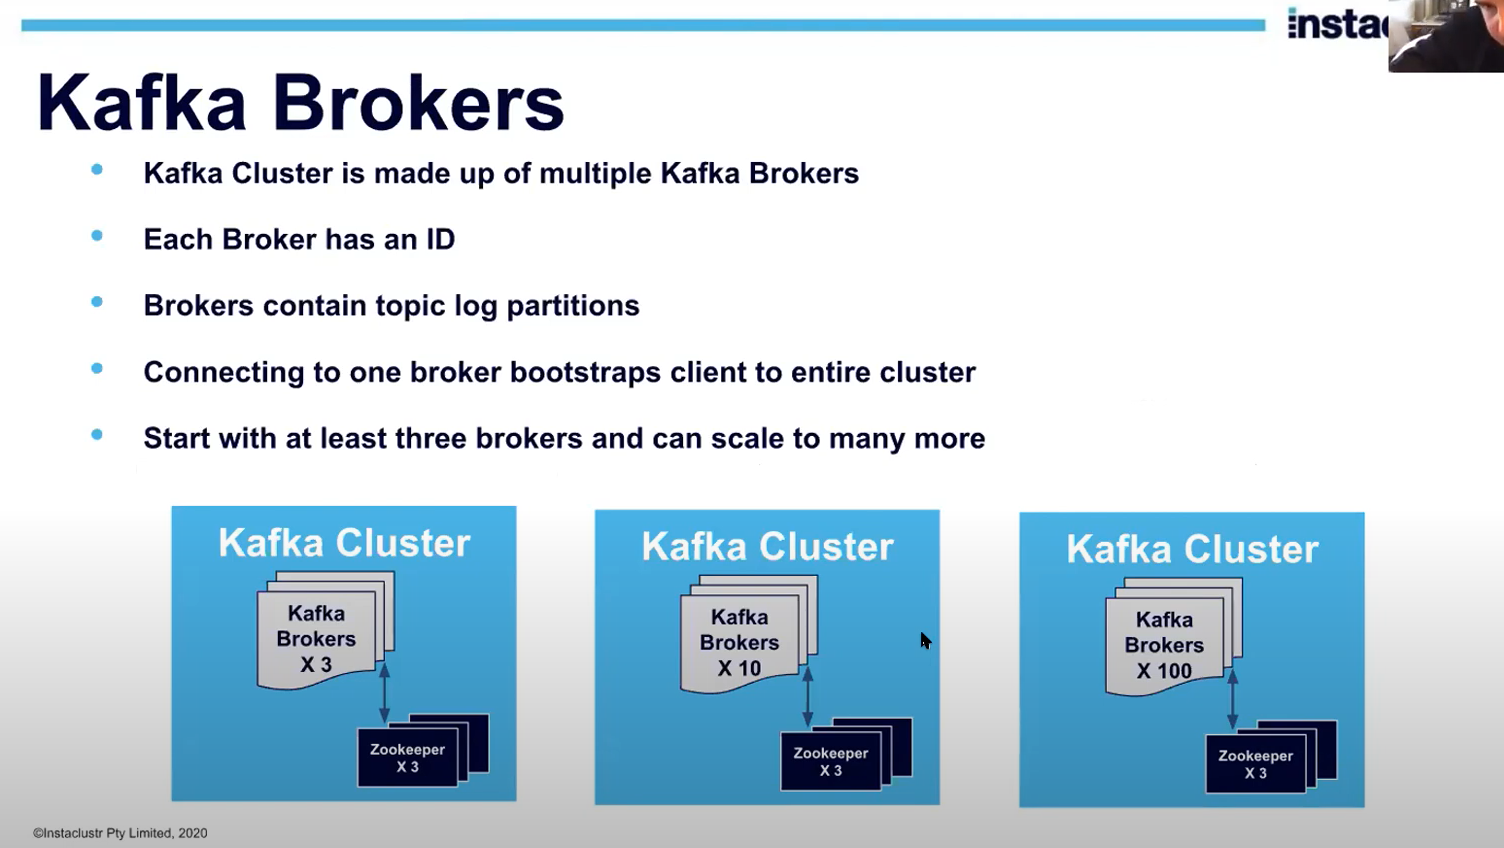 Kafka Brokers
Kafka Cluster is made up of multiple Kafka Brokers
Each Broker has an ID
Brokers contain topic log partitions
Connecting to one broker bootstraps client to entire cluster
Start with at least three brokers and can scale to many more
Kafka Cluster
Kafka
Brokers
X 3
Zookeeper
X 3
Kafka Cluster
Kafka
Brokers
X 10
Zookeeper
X 3
Kafka Cluster
Kafka
Brokers
X 100
Zookeeper
X 3
©Instaclustr Pty Limited, 2020